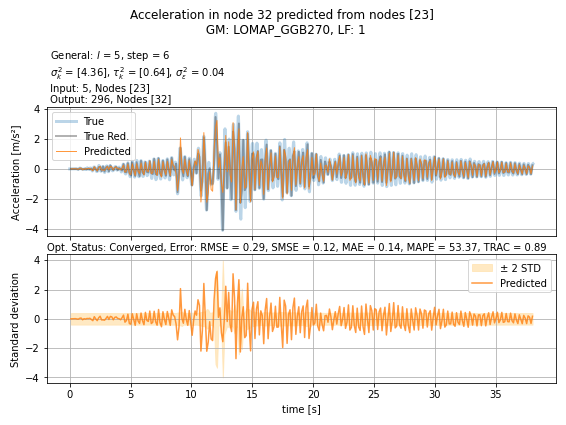 Acceleration in node 32 predicted from nodes [23]
GM: LOMAP_GGB270, LF: 1
General: l = 5, step = 6
σ²ₖ = [4.36], τ²ₖ = [0.64], σ²ε = 0.04
Input: 5, Nodes [23]
Output: 296, Nodes [32]
4
2
0
−2
−4
Acceleration [m/s²]
True
True Red.
Predicted
Opt. Status: Converged, Error: RMSE = 0.29, SMSE = 0.12, MAE = 0.14, MAPE = 53.37, TRAC = 0.89
4
2
0
−2
−4
Standard deviation
± 2 STD
Predicted
0 5 10 15 20 25 30 35
time [s]